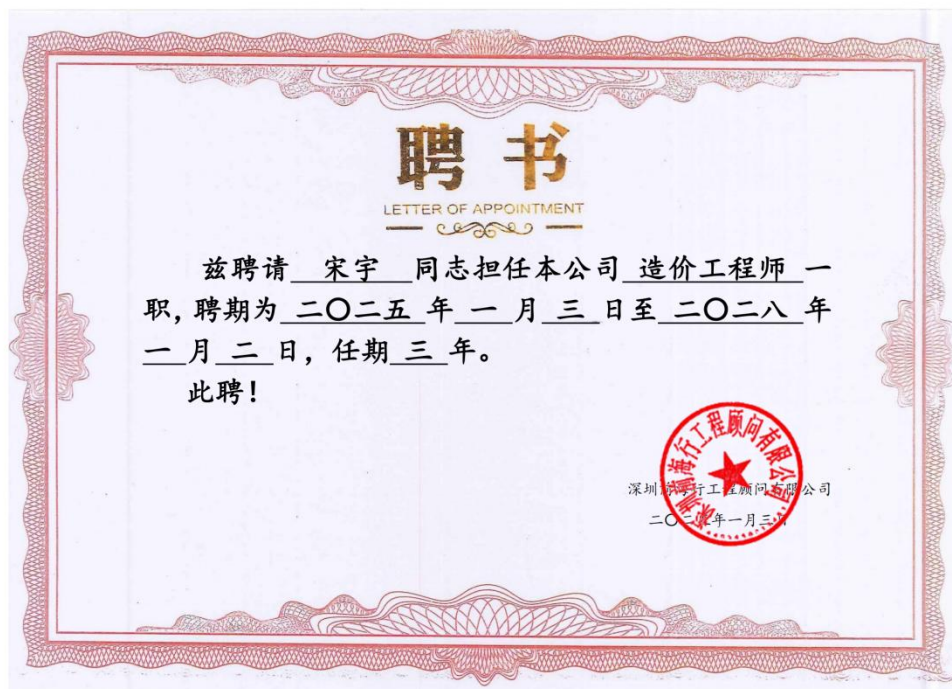 聘 书
LETTER OF APPOINTMENT
兹聘请 宋宇 同志担任本公司 造价工程师 一
职，聘期为 二〇二五 年 一 月 三 日至 二〇二八 年
一 月 二 日，任期 三 年。
此聘！
深圳前海行工程顾问有限公司
年一月三